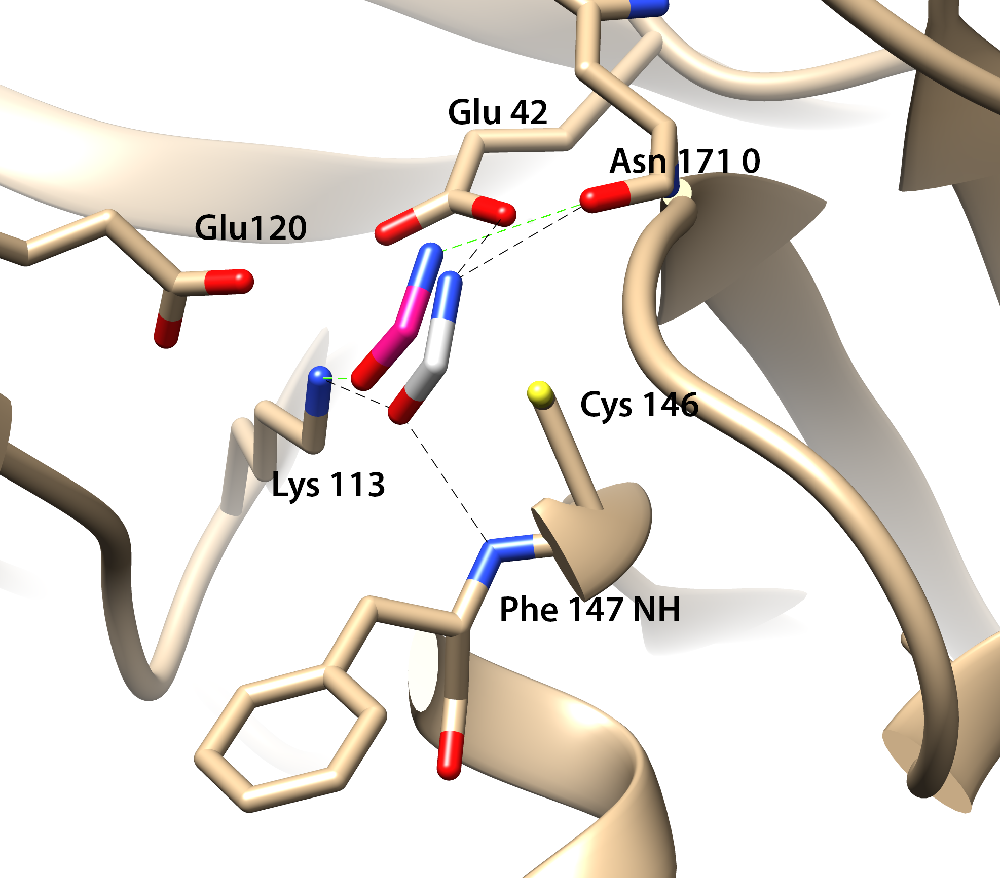 Glu 42
Asn 171 0
Glu120
Cys 146
Lys 113
Phe 147 NH